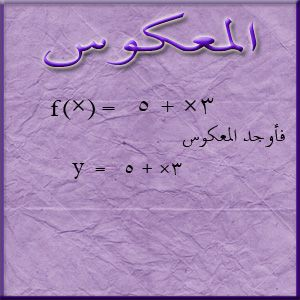 المعكوس
f(×) = ٥ + ×٣
فأوجد المعكوس
y = ٥ + ×٣